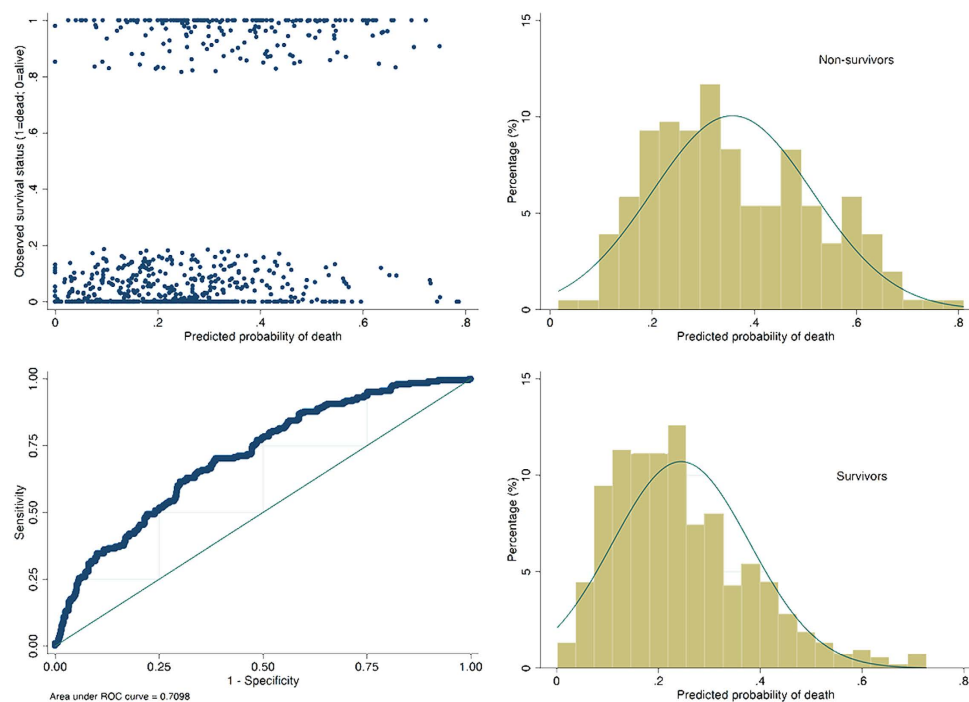 Observed survival status (1=dead; 0=alive)
1
.8
.6
.4
.2
0
0 .2 .4 .6 .8
Predicted probability of death
Non-survivors
Percentage (%)
15
10
5
0
0 .2 .4 .6 .8
Predicted probability of death
Sensitivity
1.00
0.75
0.50
0.25
0.00
0.00 0.25 0.50 0.75 1.00
1 - Specificity
Area under ROC curve = 0.7098
Survivors
Percentage (%)
15
10
5
0
0 .2 .4 .6 .8
Predicted probability of death